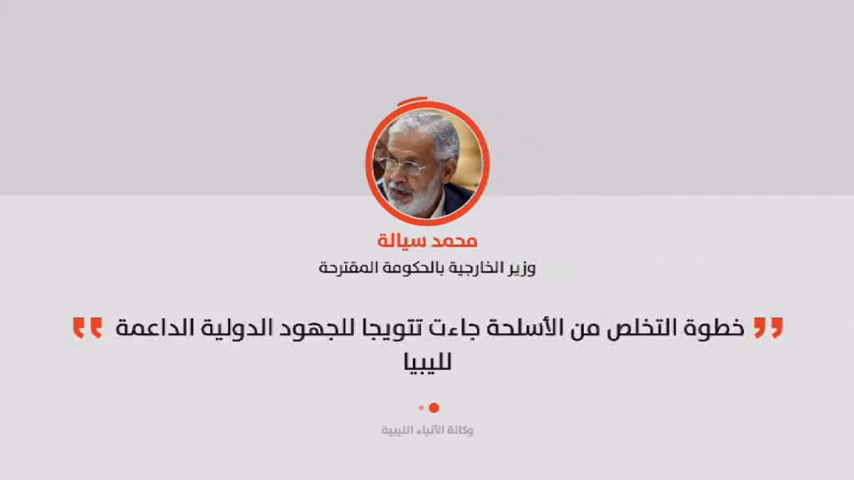 محمد سيالة
وزير الخارجية بالحكومة المقترحة
خطوة التخلص من الأسلحة جاءت تتويجا للجهود الدولية الداعمة
لليبيا
وكالة الأنباء الليبية